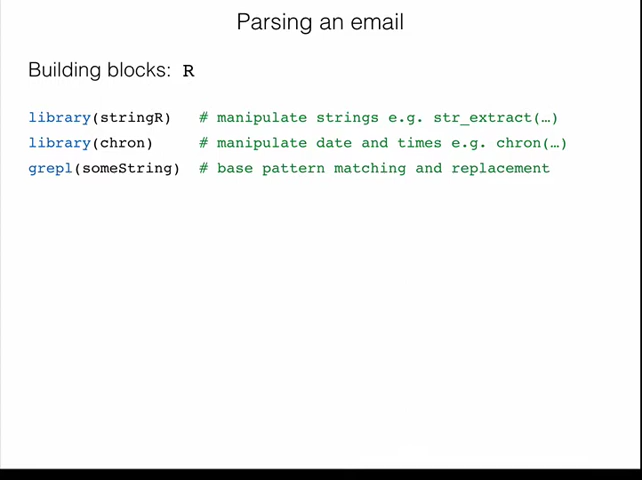 Parsing an email
Building blocks: R
library(stringR) # manipulate strings e.g. str_extract(…)
library(chron) # manipulate date and times e.g. chron(…)
grepl(someString) # base pattern matching and replacement